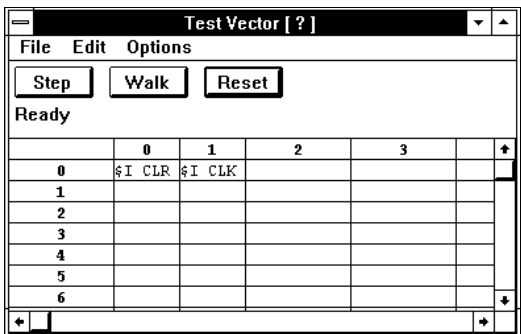 Test Vector [ ? ]
File Edit Options
Step Walk Reset
Ready
0 1 2 3
0 $I CLR $I CLK
1
2
3
4
5
6